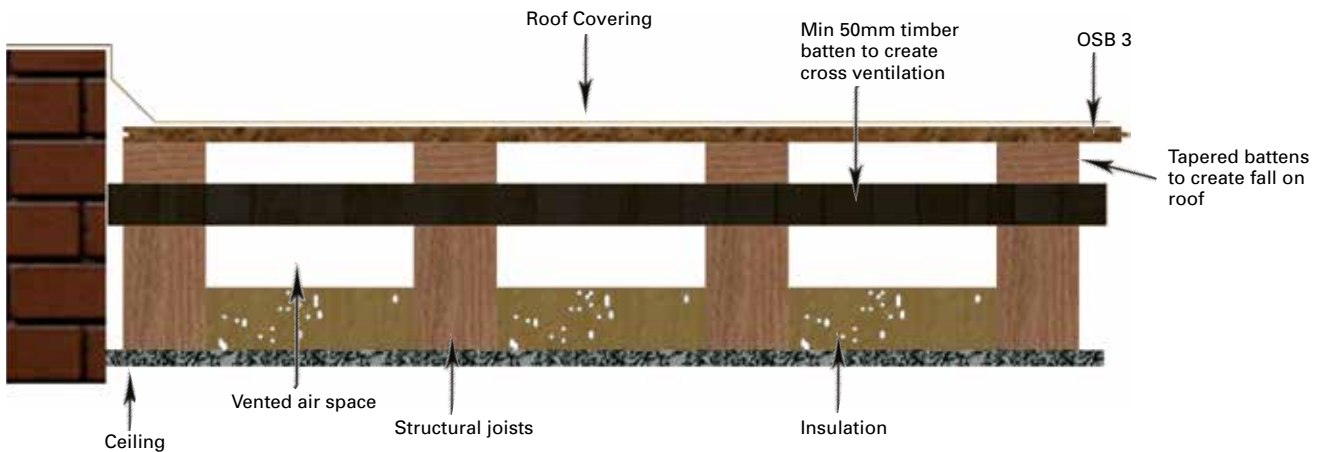 Roof Covering
Min 50mm timber
batten to create
cross ventilation
OSB 3
Tapered battens
to create fall on
roof
Vented air space
Structural joists
Insulation
Ceiling